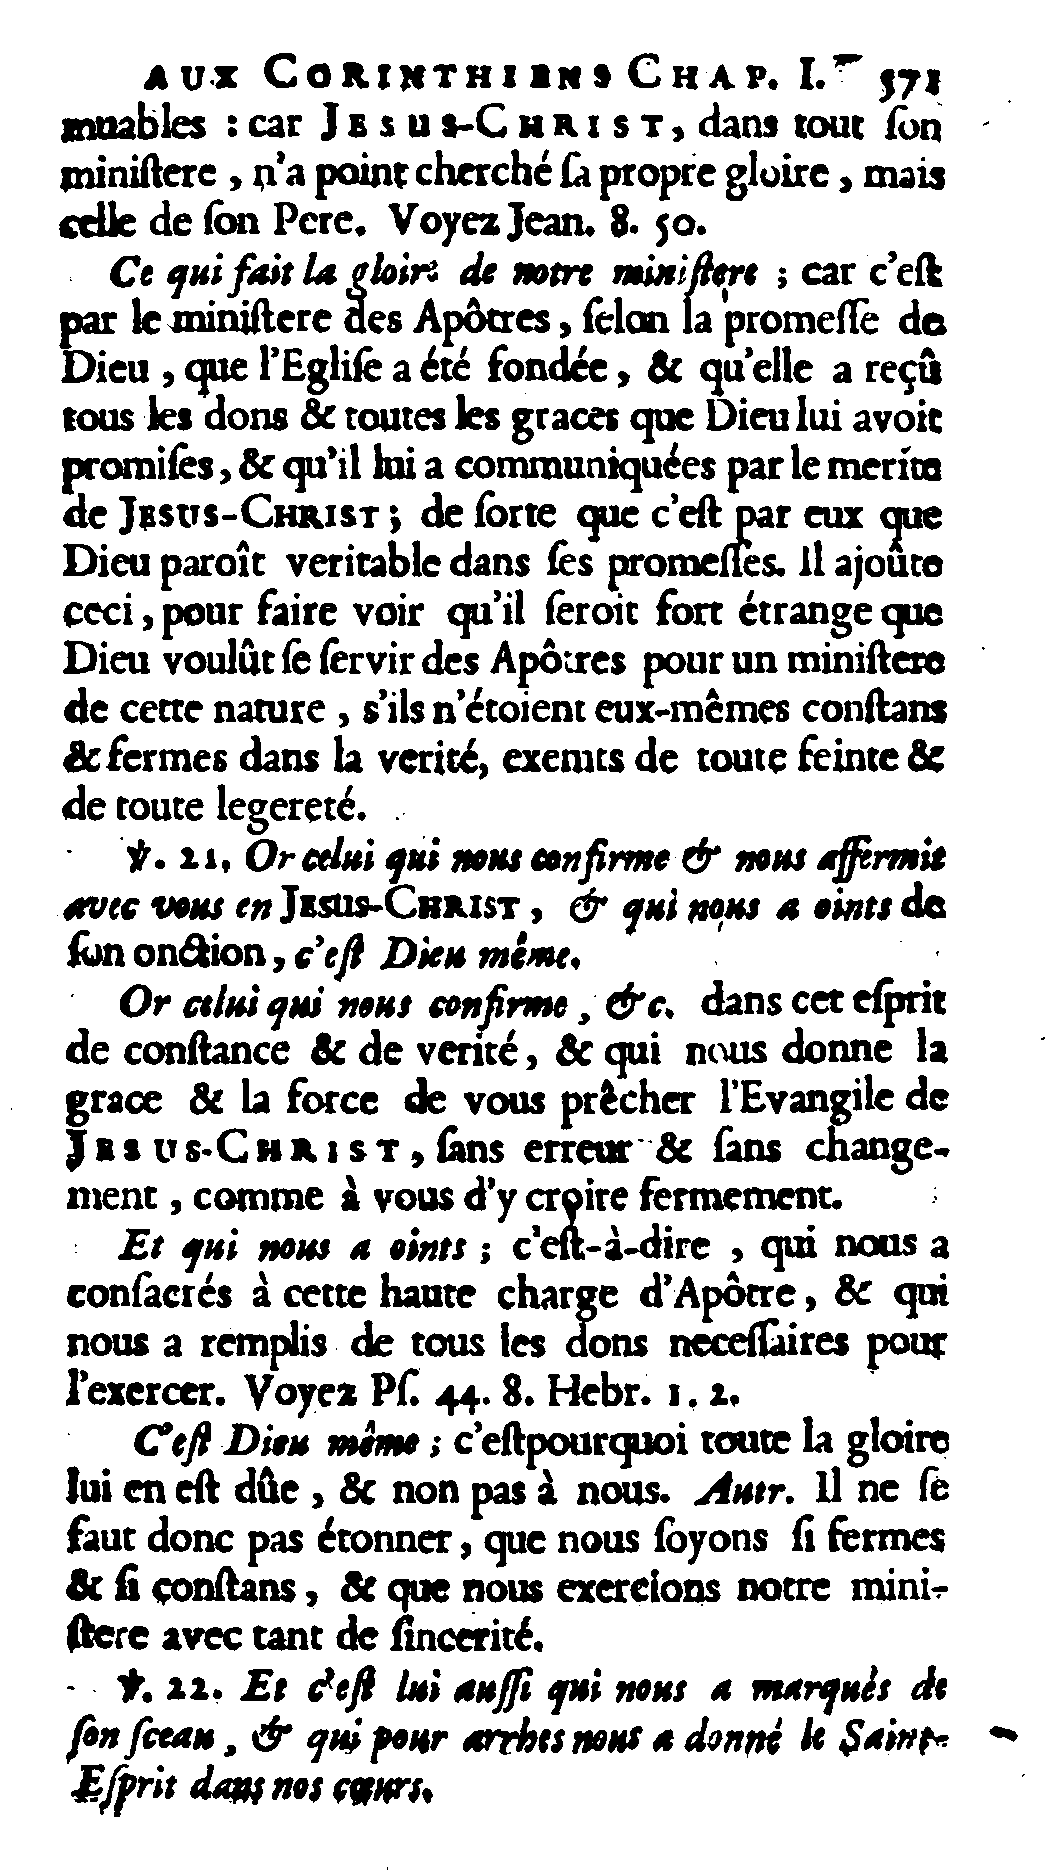 AUX CORINTHIENS CHAP. I. 571
muables : car JESUS-CHRIST, dans tout ſon
miniſtere, n'a point cherché ſa propre gloire, mais
celle de ſon Pere. Voyez Jean. 8. 50.
Ce qui fait la gloire de notre miniſtere ; car c'eſt
par le miniſtere des Apôtres, ſelon la promeſſe de
Dieu, que l'Egliſe a été fondée, & qu'elle a reçû
tous les dons & toutes les graces que Dieu lui avoit
promiſes, & qu'il lui a communiquées par le merite
de JESUS-CHRIST ; de ſorte que c'eſt par eux que
Dieu paroît veritable dans ſes promeſſes. Il ajoûte
ceci, pour faire voir qu'il ſeroit fort étrange que
Dieu voulût ſe ſervir des Apôtres pour un miniſtere
de cette nature, s'ils n'étoient eux-mêmes conſtans
& fermes dans la verité, exemts de toute feinte &
de toute legereté.
℣. 21. Or celui qui nous confirme & nous affermit
avec vous en JESUS-CHRIST, & qui nous a oints de
ſon onction, c'eſt Dieu même.
Or celui qui nous confirme, &c. dans cet eſprit
de conſtance & de verité, & qui nous donne la
grace & la force de vous prêcher l'Evangile de
JESUS-CHRIST, ſans erreur & ſans change-
ment, comme à vous d'y croire fermement.
Et qui nous a oints ; c'eſt-à-dire, qui nous a
conſacrés à cette haute charge d'Apôtre, & qui
nous a remplis de tous les dons neceſſaires pour
l'exercer. Voyez Pſ. 44. 8. Hebr. 1. 2.
C'eſt Dieu même ; c'eſtpourquoi toute la gloire
lui en eſt dûe, & non pas à nous. Autr. Il ne ſe
faut donc pas étonner, que nous ſoyons ſi fermes
& ſi conſtans, & que nous exercions notre mini-
ſtere avec tant de ſincerité.
℣. 22. Et c'eſt lui auſſi qui nous a marqués de
ſon ſceau, & qui pour arrhes nous a donné le Saint-
Eſprit dans nos cœurs.